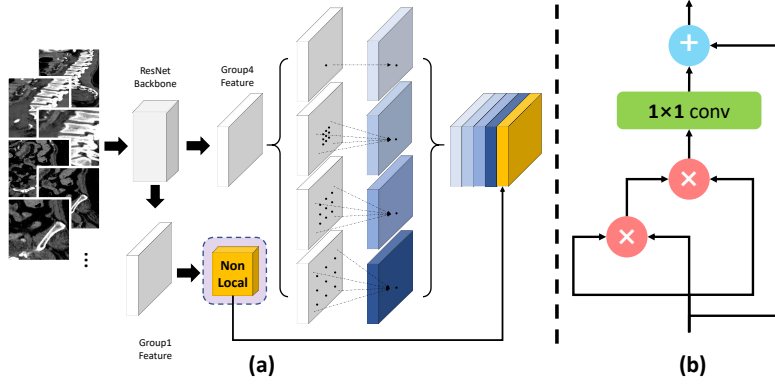 ResNet
Backbone
Group4
Feature
Non
Local
Group1
Feature
(a)
+
1×1 conv
×
×
(b)